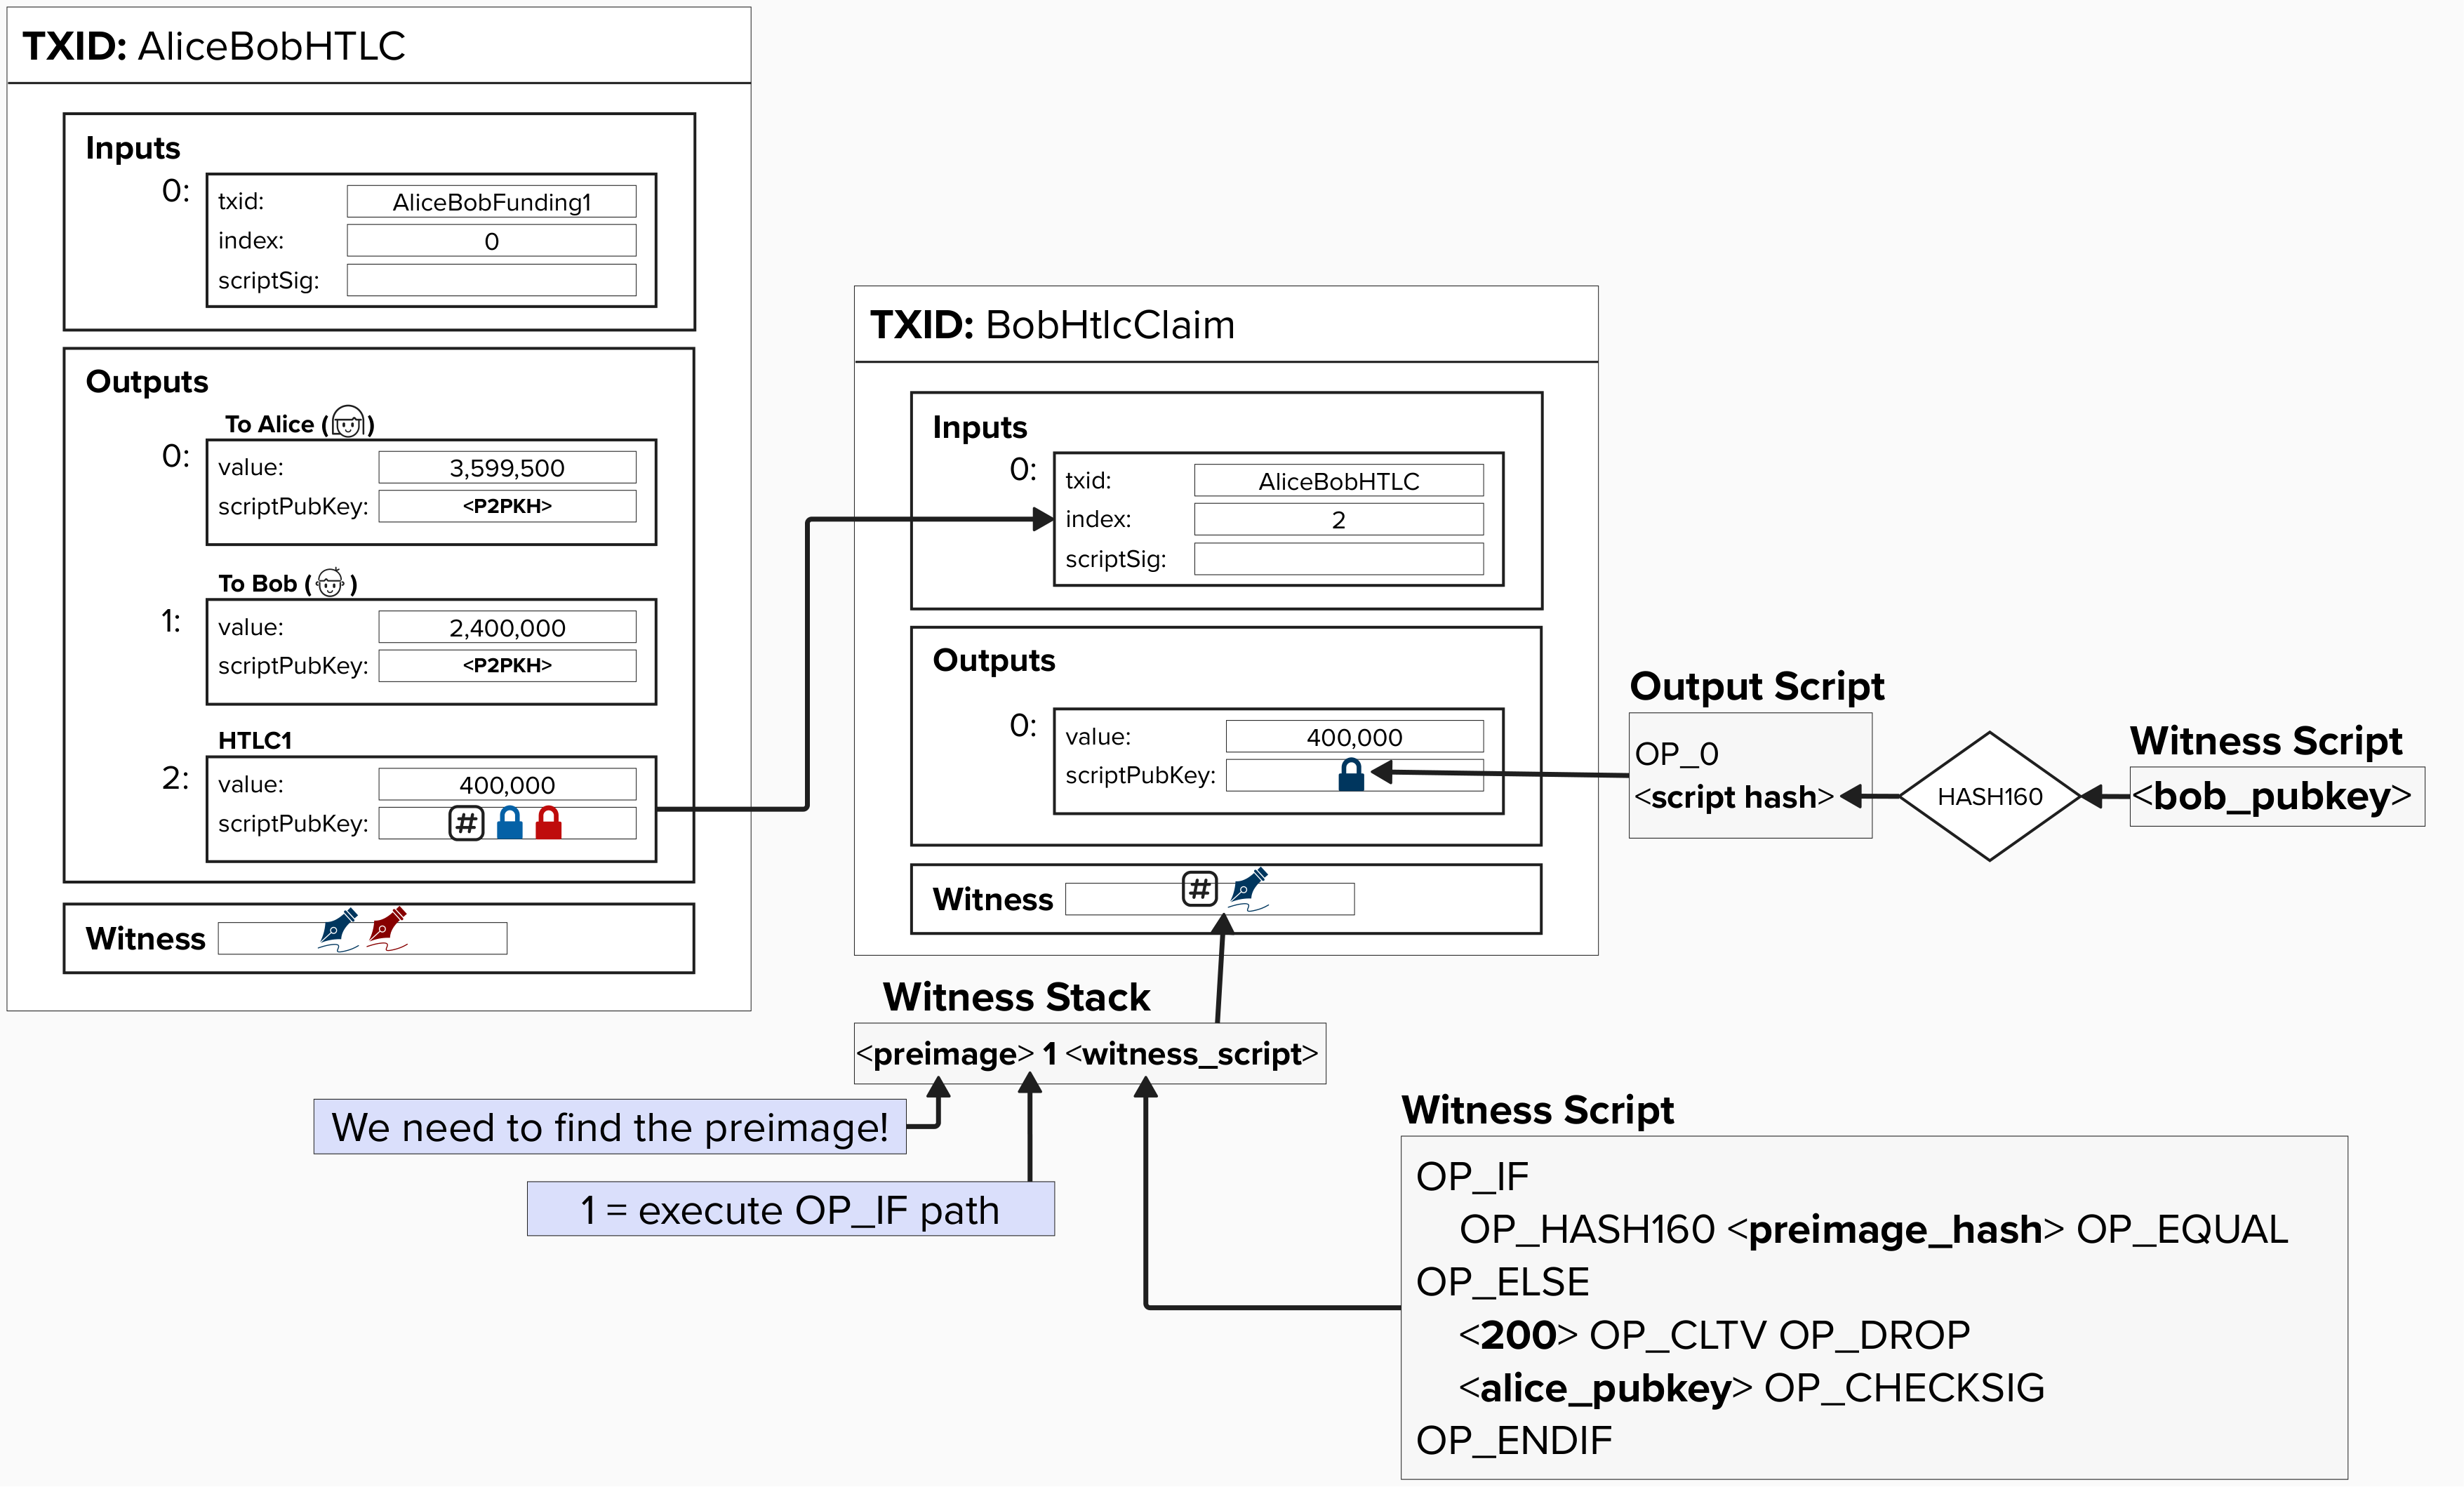 TXID: AliceBobHTLC
Inputs
0:
txid: AliceBobFunding1
index: 0
scriptSig:
Outputs
To Alice ( )
0:
value: 3,599,500
scriptPubKey: <P2PKH>
To Bob ( )
1:
value: 2,400,000
scriptPubKey: <P2PKH>
HTLC1
2:
value: 400,000
scriptPubKey: #
Witness
TXID: BobHtlcClaim
Inputs
0:
txid: AliceBobHTLC
index: 2
scriptSig:
Outputs
0:
value: 400,000
scriptPubKey:
Witness #
Output Script
OP_0
<script hash>
HASH160
Witness Script
<bob_pubkey>
Witness Stack
<preimage> 1 <witness_script>
We need to find the preimage!
1 = execute OP_IF path
Witness Script
OP_IF
OP_HASH160 <preimage_hash> OP_EQUAL
OP_ELSE
<200> OP_CLTV OP_DROP
<alice_pubkey> OP_CHECKSIG
OP_ENDIF